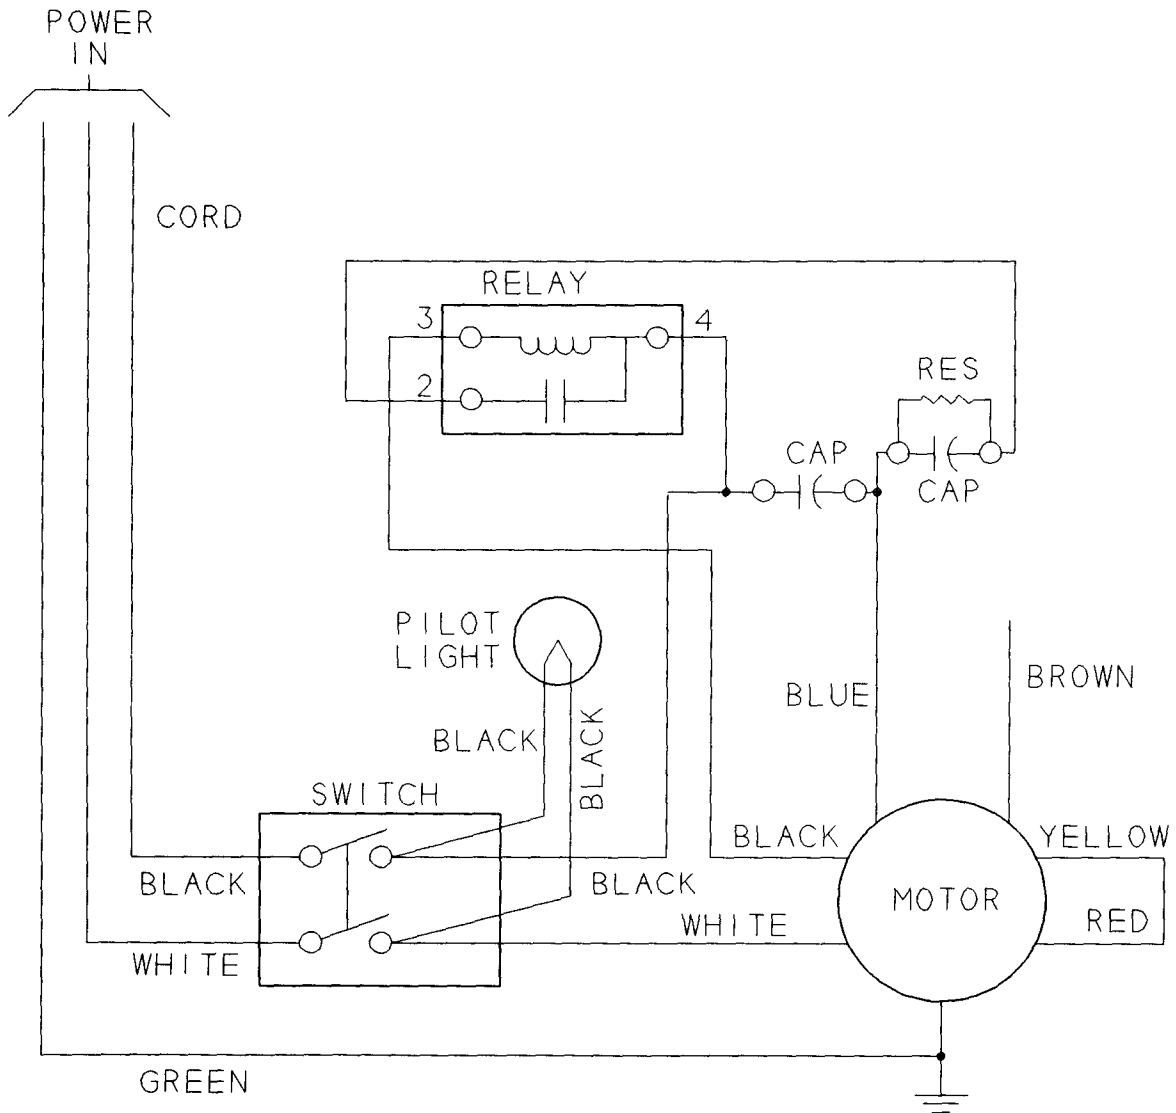 POWER
IN
CORD
RELAY
3
4
2
RES
CAP
CAP
PILOT
LIGHT
BLUE
BROWN
BLACK
BLACK
SWITCH
BLACK
YELLOW
BLACK
BLACK
MOTOR
WHITE
RED
WHITE
GREEN